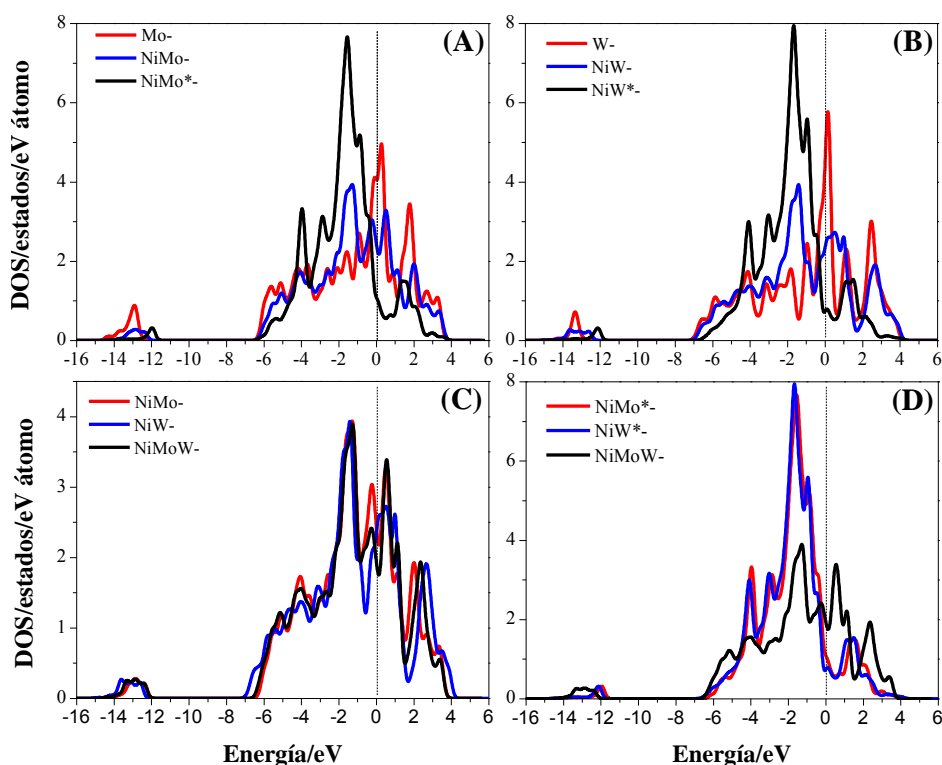 (A)
Mo-
NiMo-
NiMo*-
8
6
4
2
0
-16 -14 -12 -10 -8 -6 -4 -2 0 2 4 6
DOS/estados/eV átomo
(B)
W-
NiW-
NiW*-
8
6
4
2
0
-16 -14 -12 -10 -8 -6 -4 -2 0 2 4 6
(C)
NiMo-
NiW-
NiMoW-
4
3
2
1
0
-16 -14 -12 -10 -8 -6 -4 -2 0 2 4 6
DOS/estados/eV átomo
Energía/eV
(D)
NiMo*-
NiW*-
NiMoW-
8
6
4
2
0
-16 -14 -12 -10 -8 -6 -4 -2 0 2 4 6
Energía/eV